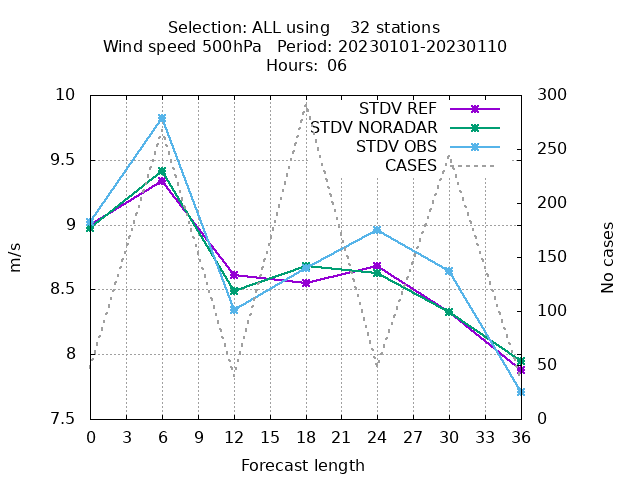 Selection: ALL using    32 stations
Wind speed 500hPa   Period: 20230101-20230110
Hours: 06
STDV REF
STDV NORADAR
STDV OBS
CASES
10
9.5
9
8.5
8
7.5
m/s
300
250
200
150
100
50
0
No cases
0 3 6 9 12 15 18 21 24 27 30 33 36
Forecast length